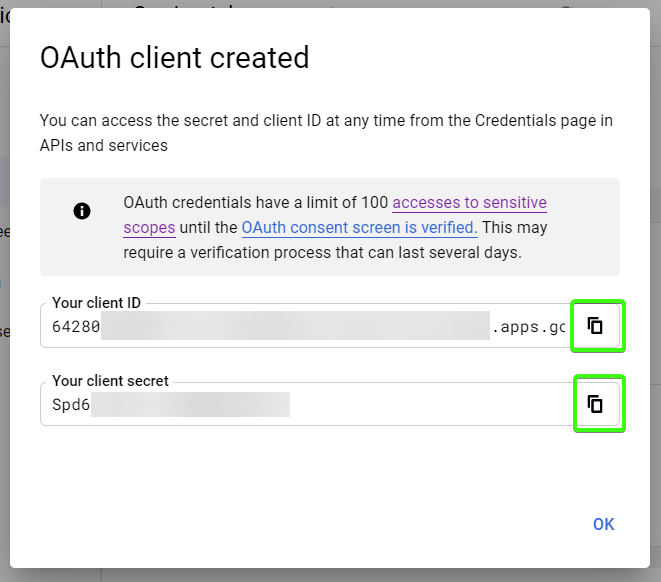 OAuth client created
You can access the secret and client ID at any time from the Credentials page in
APIs and services
OAuth credentials have a limit of 100 accesses to sensitive
scopes until the OAuth consent screen is verified. This may
require a verification process that can last several days.
Your client ID
64280 .apps.go
Your client secret
Spd6
OK